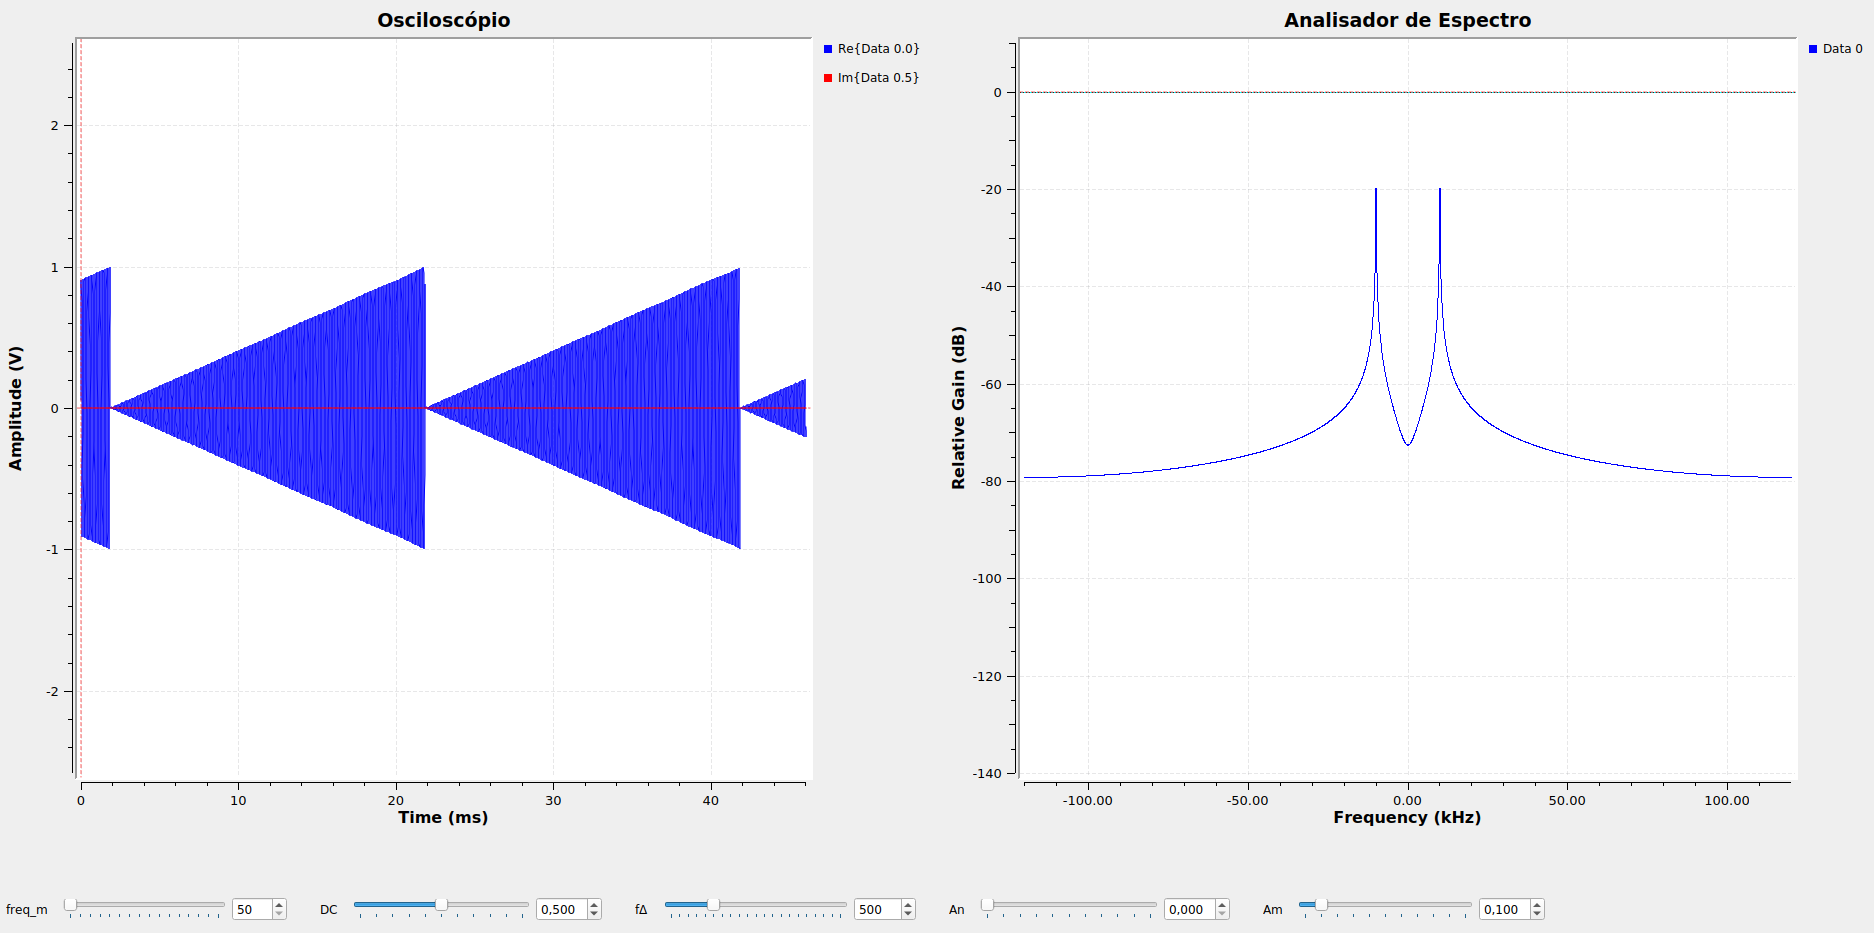 Osciloscópio
Re{Data 0.0}
Im{Data 0.5}
2
1
0
-1
-2
Amplitude (V)
0
10
20
30
40
Time (ms)
Analisador de Espectro
Data 0
0
-20
-40
-60
-80
-100
-120
-140
Relative Gain (dB)
-100.00
-50.00
0.00
50.00
100.00
Frequency (kHz)
freq_m 50 DC 0,500 fΔ 500 An 0,000 Am 0,100